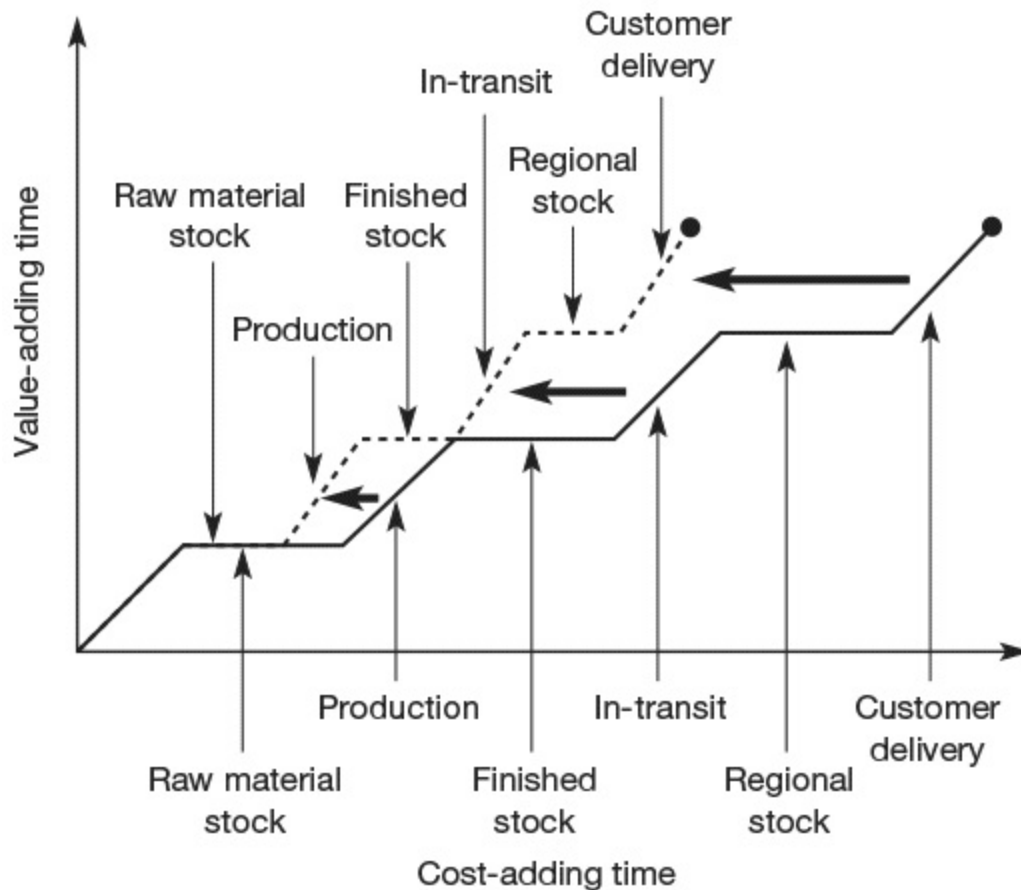 Customer
delivery
In-transit
Regional
stock
Raw material
stock
Finished
stock
Production
Value-adding time
Production
In-transit
Customer
delivery
Raw material
stock
Finished
stock
Regional
stock
Cost-adding time